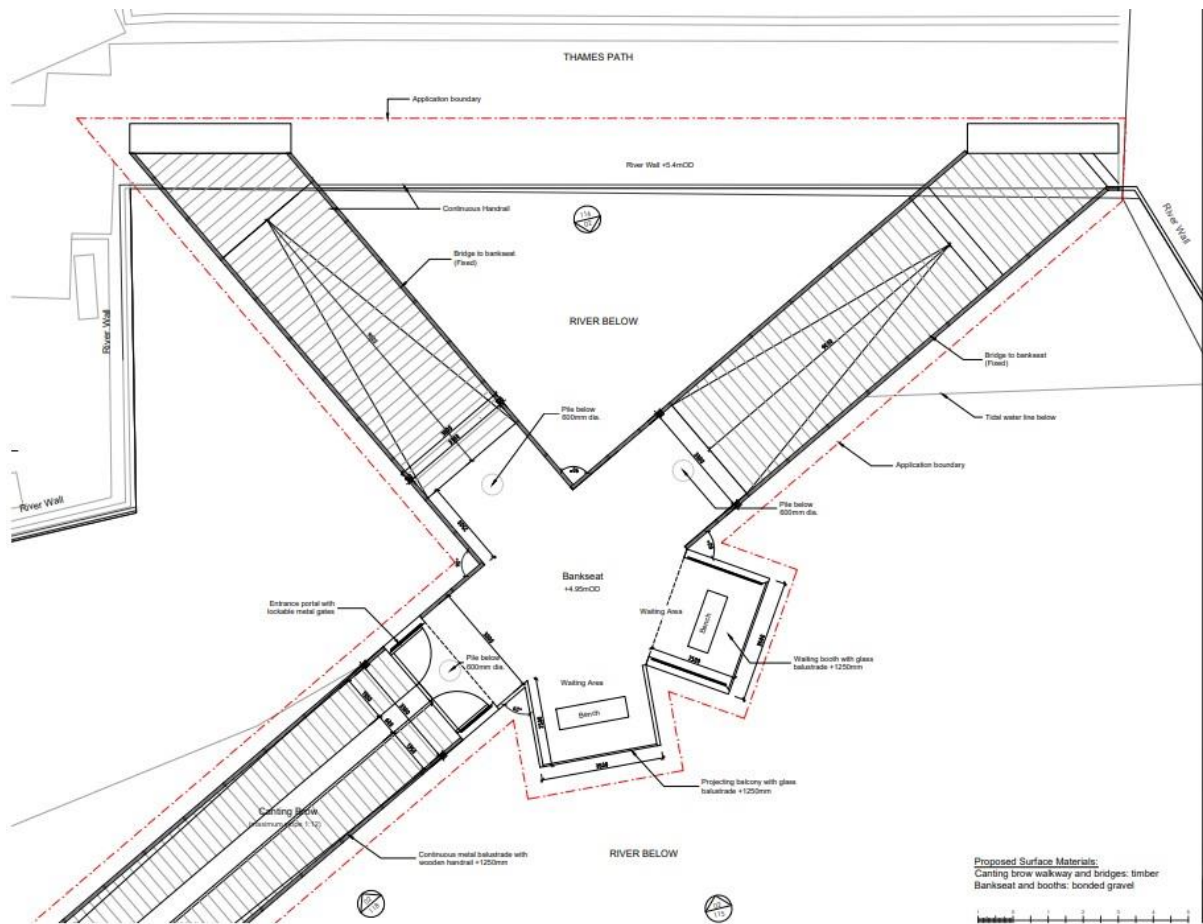 THAMES PATH
Application boundary
River Wall +5.4mOD
Continuous Handrail
River Wall
Bridge to bankseat
(Fixed)
RIVER BELOW
River Wall
Bridge to bankseat
(Fixed)
Pile below
600mm dia.
Tidal water line below
Application boundary
River Wall
Pile below
600mm dia.
Bankseat
+4.95mOD
Entrance portal with
lockable metal gates
Waiting Area
Bench
Pile below
600mm dia.
Waiting booth with glass
balustrade +1250mm
Waiting Area
Bench
Projecting balcony with glass
balustrade +1250mm
Canting Brow
(maximum slope 1:12)
Continuous metal balustrade with
wooden handrail +1250mm
RIVER BELOW
Proposed Surface Materials:
Canting brow walkway and bridges: timber
Bankseat and booths: bonded gravel